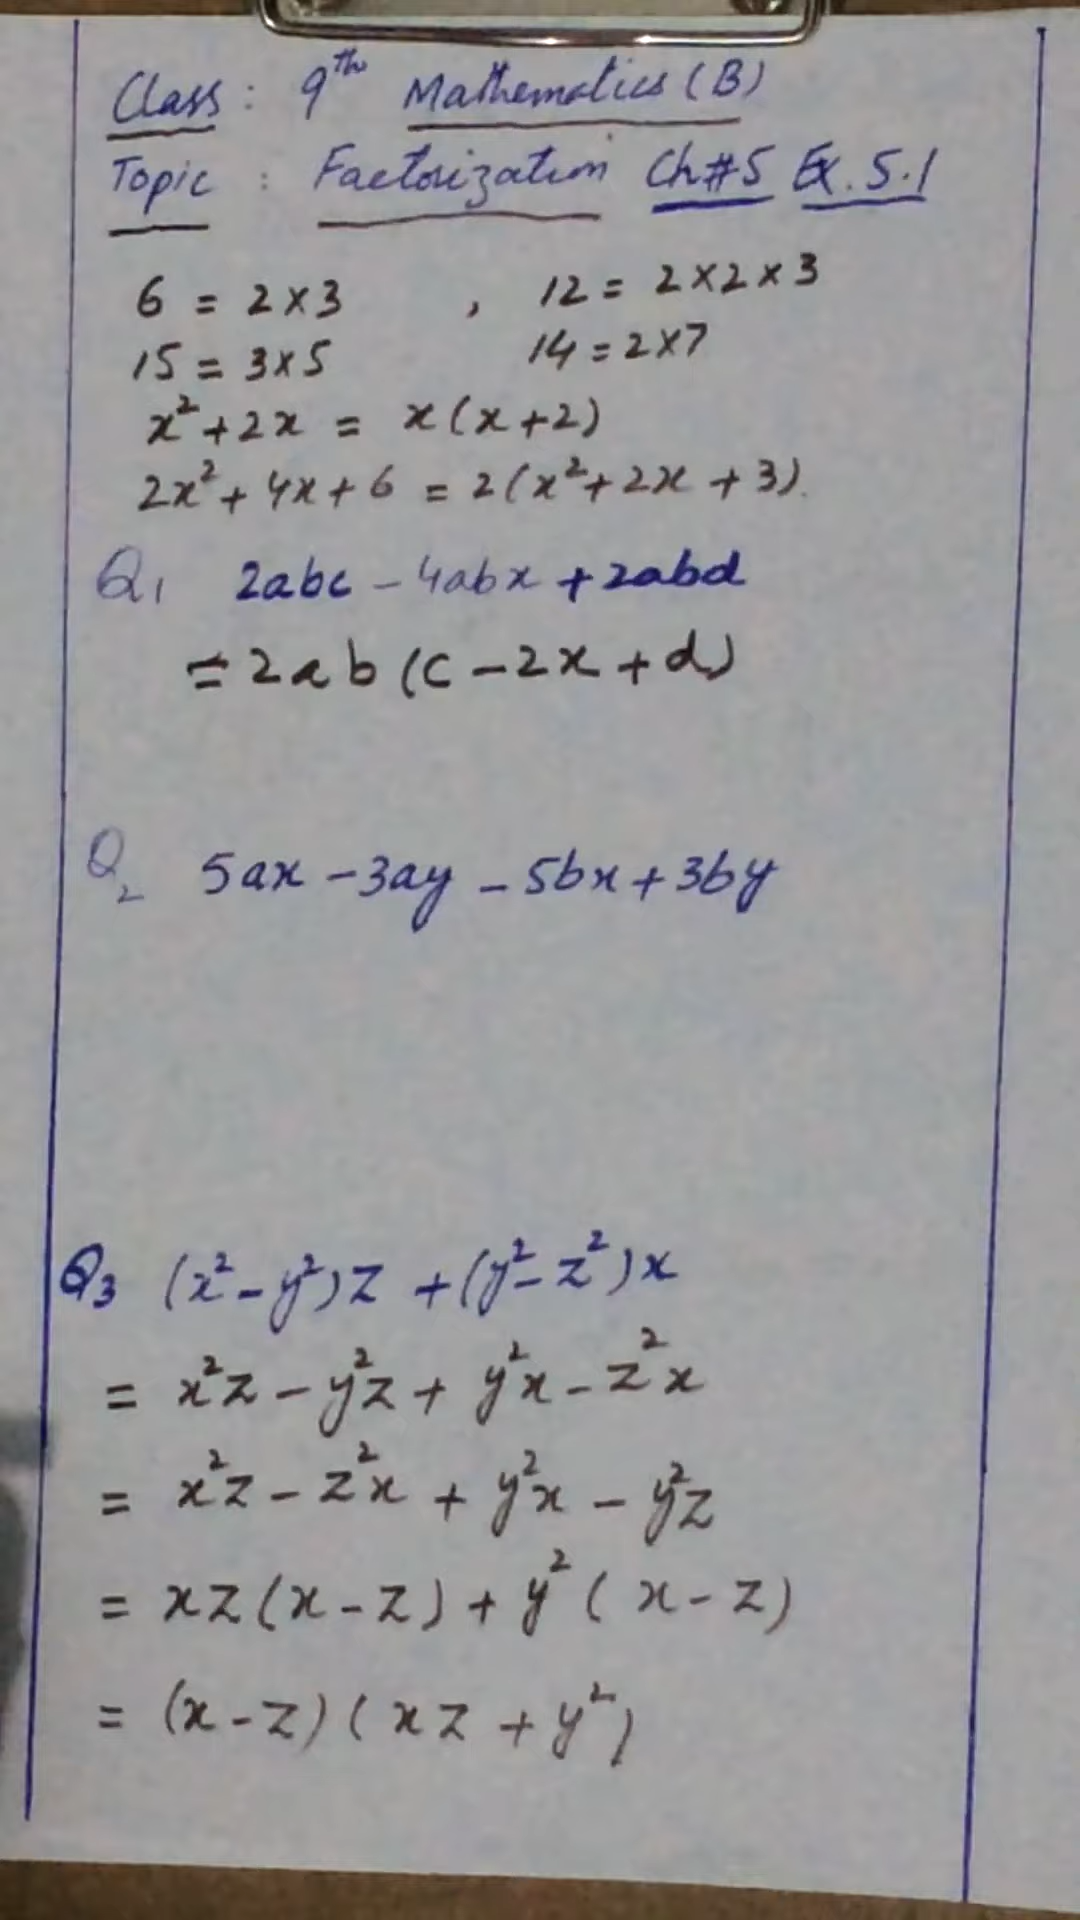 Class : 9th Mathematics (B)
Topic : Factorization Ch#5 Ex. 5.1
6 = 2×3 , 12 = 2×2×3
15 = 3×5 14 = 2×7
x² + 2x = x(x+2)
2x² + 4x + 6 = 2(x² + 2x + 3).
Q1 2abc - 4abx + 2abd
= 2ab(c - 2x + d)
Q2 5ax - 3ay - 5bx + 3by
Q3 (x² - y²)z + (y² - z²)x
= x²z - y²z + y²x - z²x
= x²z - z²x + y²x - y²z
= xz(x - z) + y²(x - z)
= (x - z)(xz + y²)